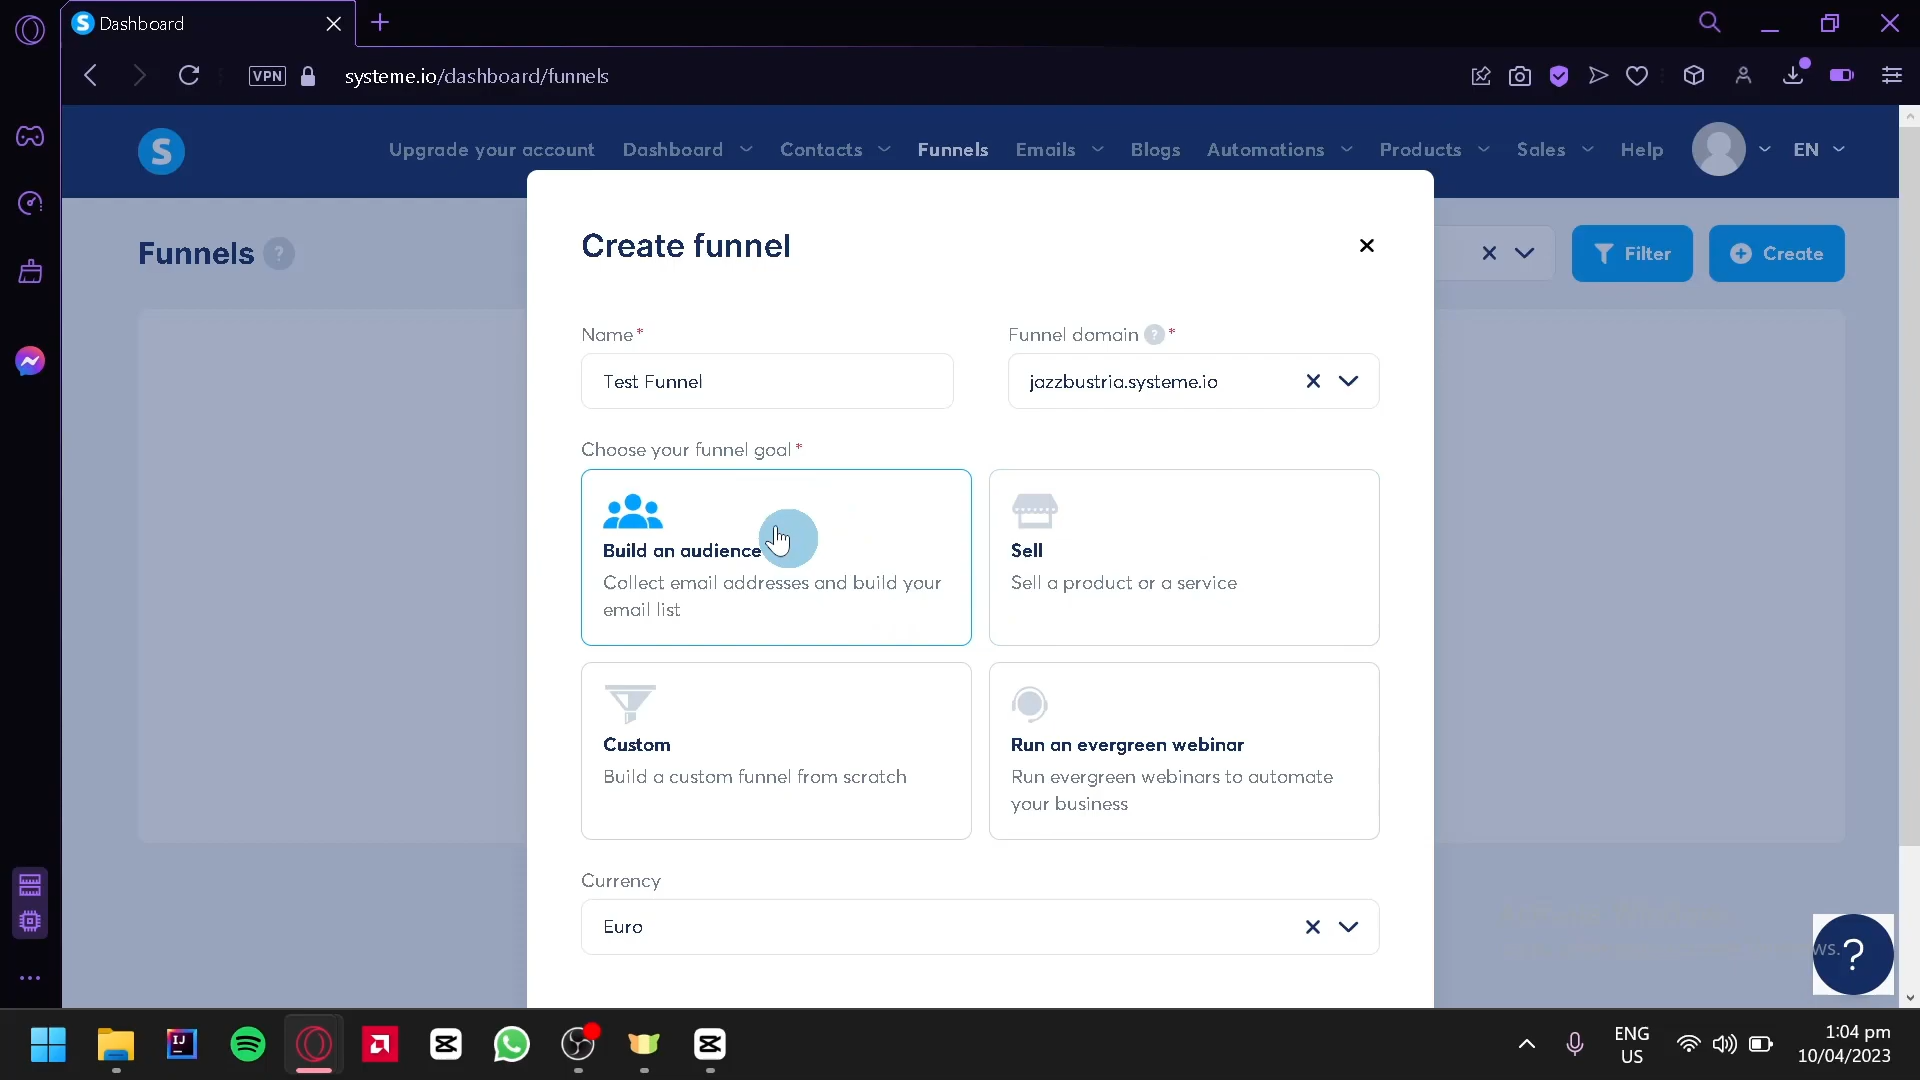 Dashboard
VPN
systeme.io/dashboard/funnels
S
Upgrade your account Dashboard Contacts Funnels Emails Blogs Automations Products Sales Help EN
Funnels ?
Filter
Create
Create funnel
Name*
Funnel domain ? *
Test Funnel
jazzbustria.systeme.io
Choose your funnel goal*
Build an audience
Collect email addresses and build your
email list
Sell
Sell a product or a service
Custom
Build a custom funnel from scratch
Run an evergreen webinar
Run evergreen webinars to automate
your business
Currency
Euro
?
IJ
ENG
US
1:04 pm
10/04/2023